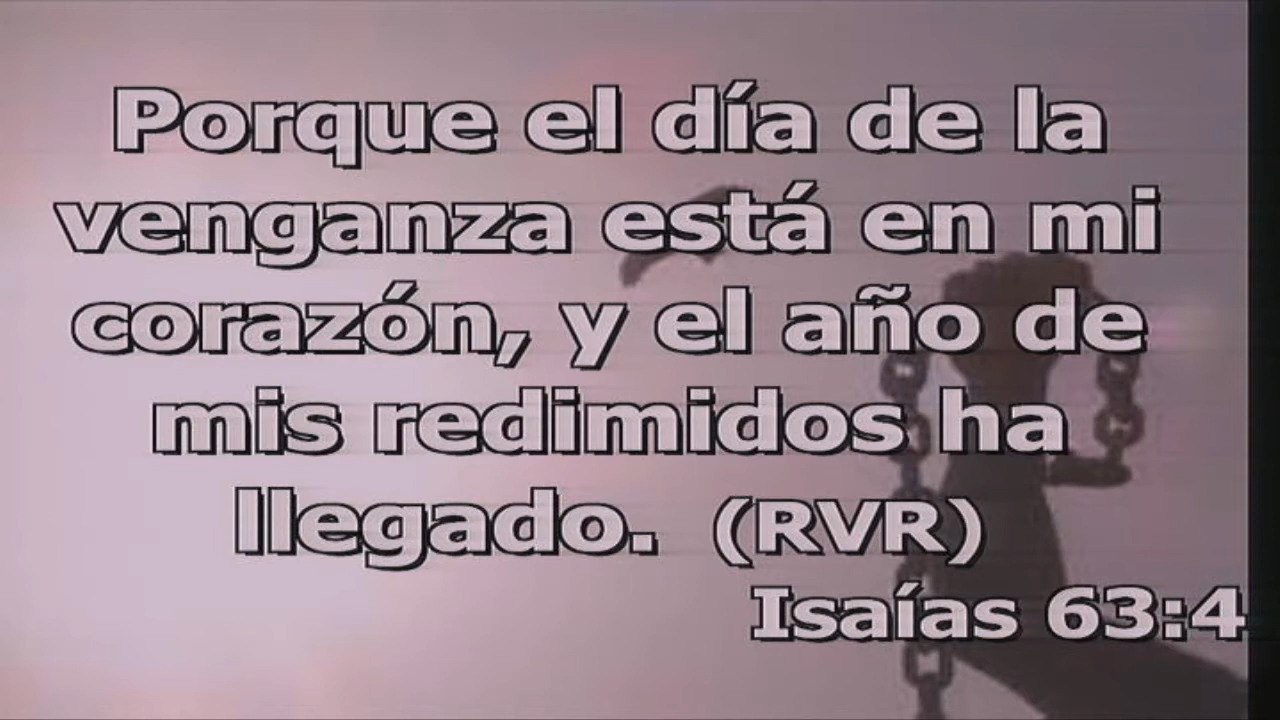 Porque el día de la
venganza está en mi
corazón, y el año de
mis redimidos ha
llegado. (RVR)
Isaías 63:4